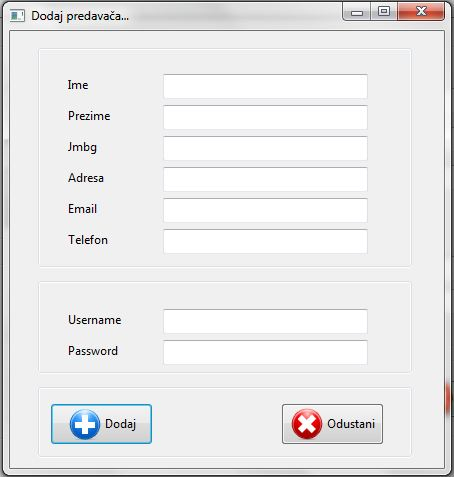 Dodaj predavača...
Ime
Prezime
Jmbg
Adresa
Email
Telefon
Username
Password
Dodaj
Odustani